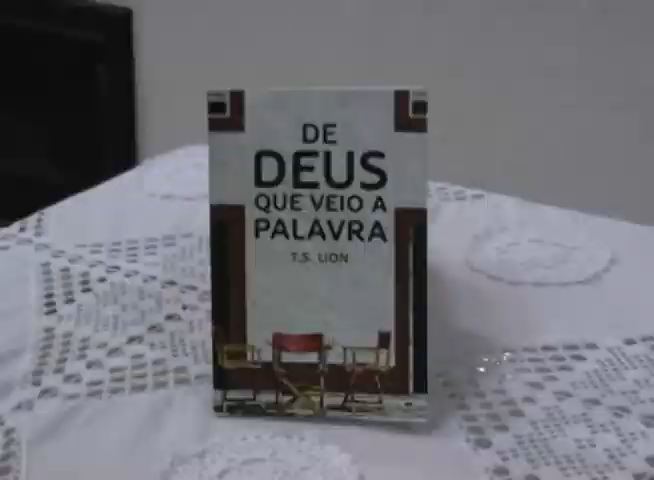 DE
DEUS
QUE VEIO A
PALAVRA
T.S. LION